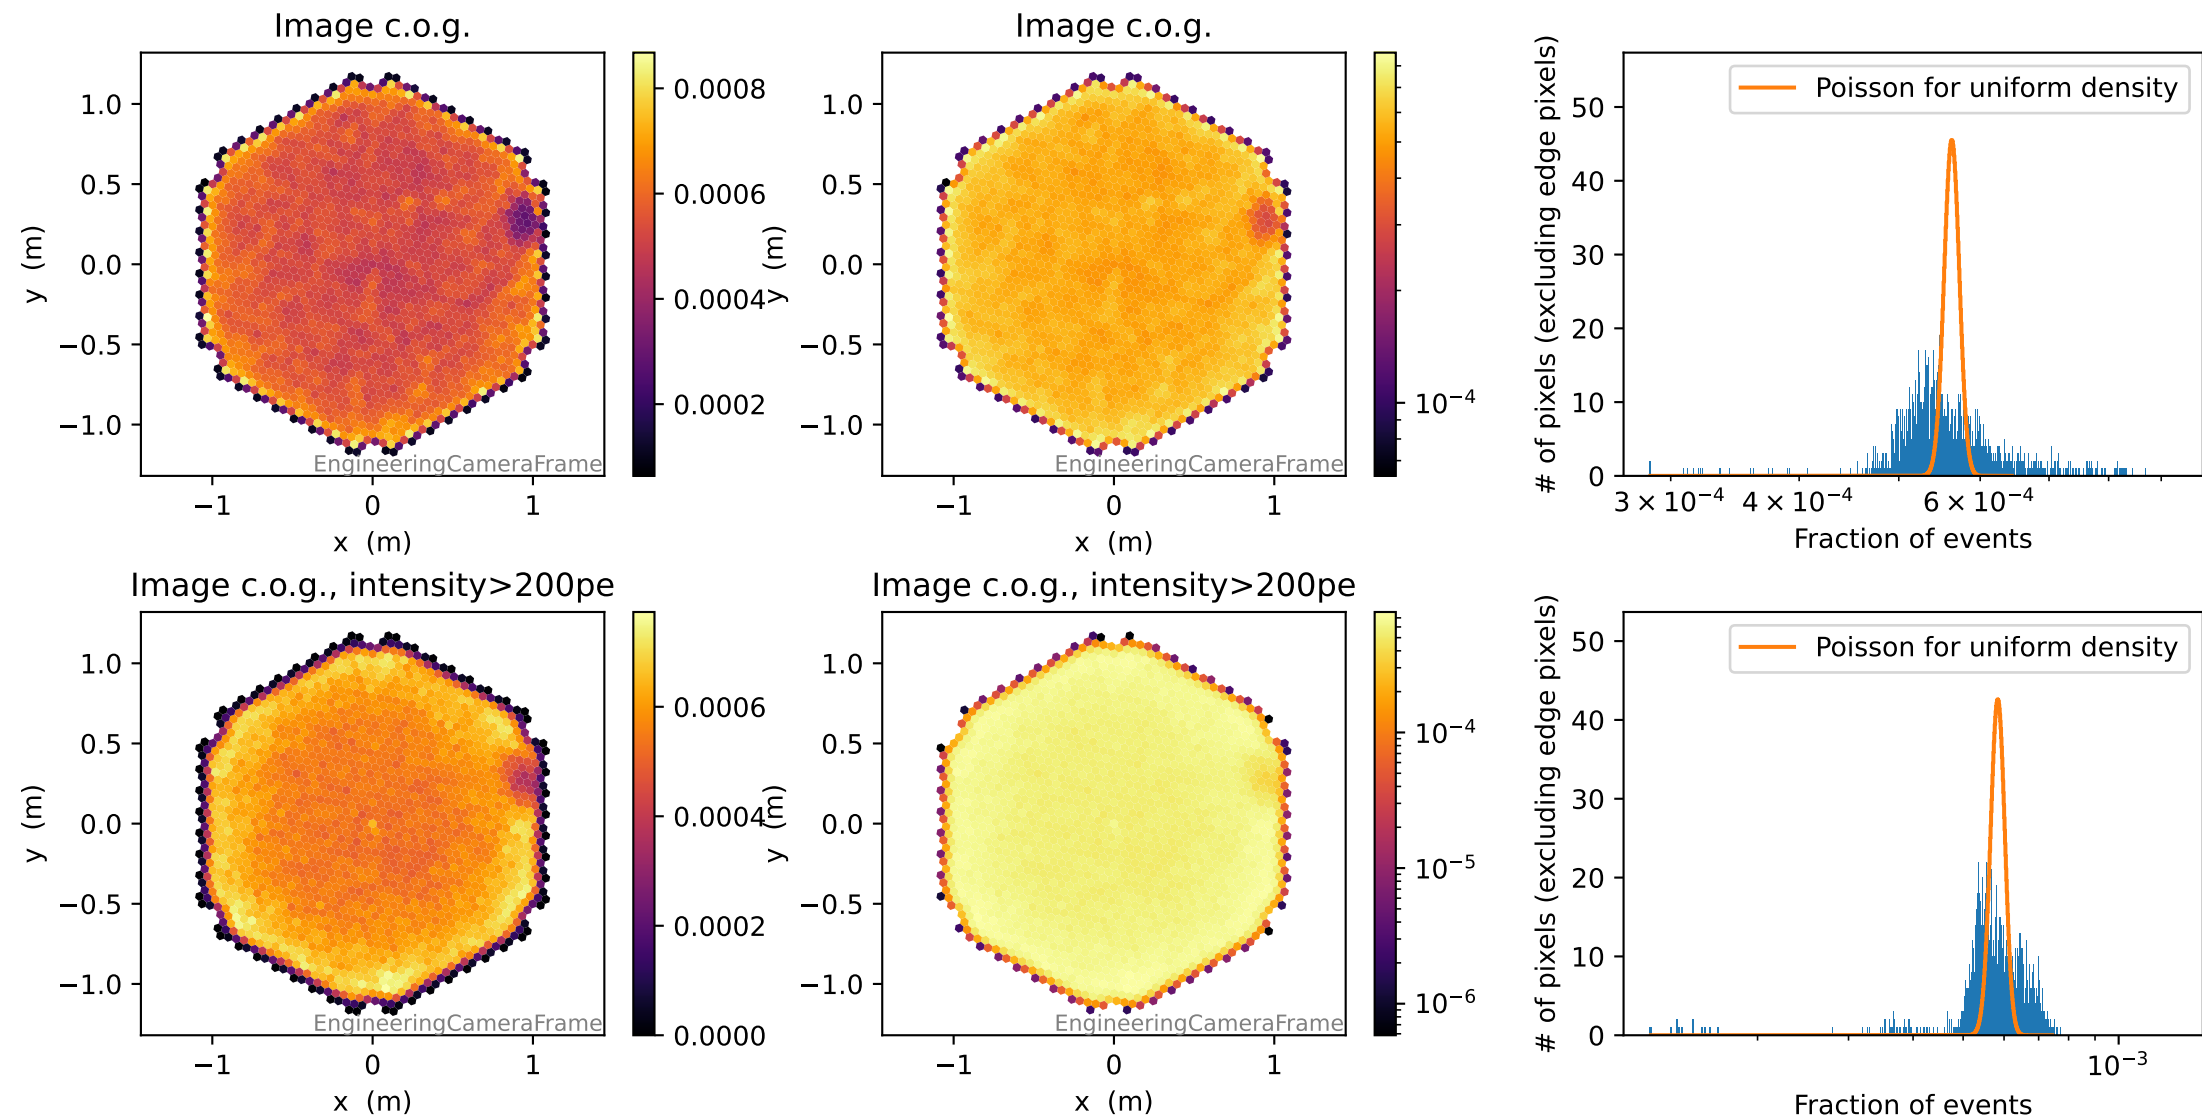 Image c.o.g.
1.0
0.5
0.0
−0.5
−1.0
y (m)
−1 0 1
x (m)
EngineeringCameraFrame
0.0008
0.0006
0.0004
0.0002
Image c.o.g.
1.0
0.5
0.0
−0.5
−1.0
y (m)
−1 0 1
x (m)
EngineeringCameraFrame
10⁻⁴
Poisson for uniform density
# of pixels (excluding edge pixels)
50
40
30
20
10
0
3 × 10⁻⁴ 4 × 10⁻⁴ 6 × 10⁻⁴
Fraction of events
Image c.o.g., intensity>200pe
1.0
0.5
0.0
−0.5
−1.0
y (m)
−1 0 1
x (m)
EngineeringCameraFrame
0.0006
0.0004
0.0002
0.0000
Image c.o.g., intensity>200pe
1.0
0.5
0.0
−0.5
−1.0
y (m)
−1 0 1
x (m)
EngineeringCameraFrame
10⁻⁴
10⁻⁵
10⁻⁶
Poisson for uniform density
# of pixels (excluding edge pixels)
50
40
30
20
10
0
10⁻³
Fraction of events